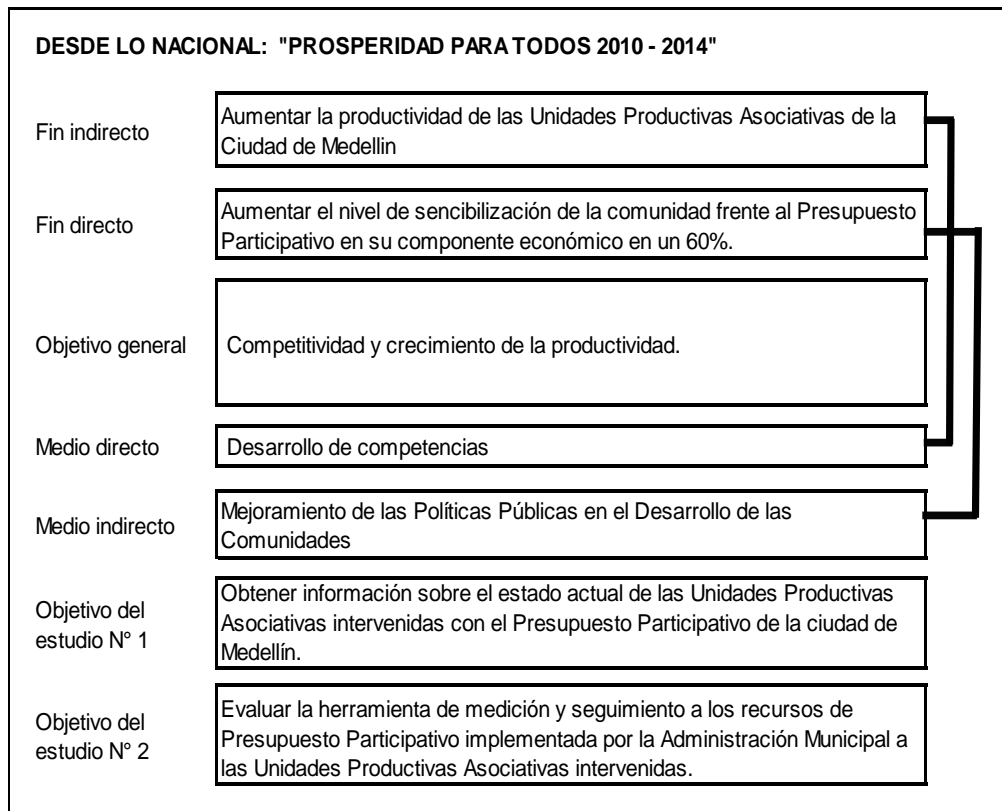 DESDE LO NACIONAL: "PROSPERIDAD PARA TODOS 2010 - 2014"
Fin indirecto
Aumentar la productividad de las Unidades Productivas Asociativas de la
Ciudad de Medellin
Fin directo
Aumentar el nivel de sencibilización de la comunidad frente al Presupuesto
Participativo en su componente económico en un 60%.
Objetivo general
Competitividad y crecimiento de la productividad.
Medio directo
Desarrollo de competencias
Medio indirecto
Mejoramiento de las Políticas Públicas en el Desarrollo de las
Comunidades
Objetivo del
estudio N° 1
Obtener información sobre el estado actual de las Unidades Productivas
Asociativas intervenidas con el Presupuesto Participativo de la ciudad de
Medellín.
Objetivo del
estudio N° 2
Evaluar la herramienta de medición y seguimiento a los recursos de
Presupuesto Participativo implementada por la Administración Municipal a
las Unidades Productivas Asociativas intervenidas.